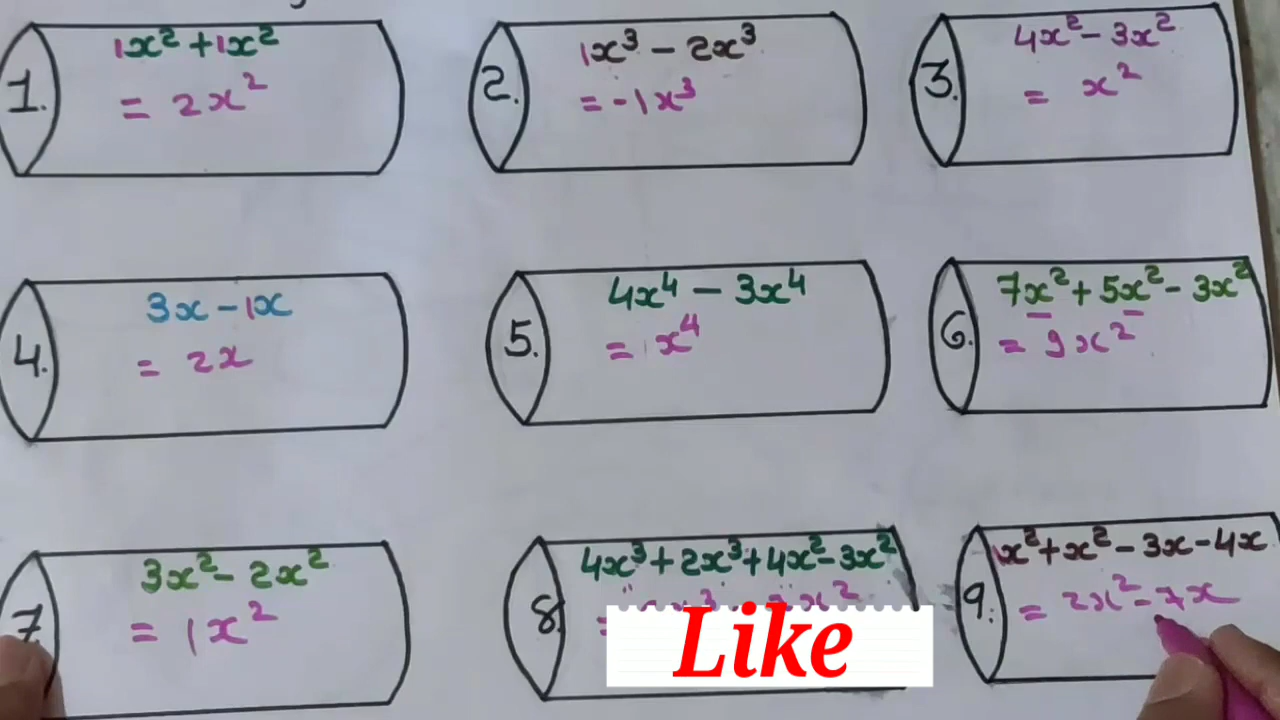 1. 1x² + 1x²
= 2x²
2. 1x³ - 2x³
= -1x³
3. 4x² - 3x²
= x²
4. 3x - 1x
= 2x
5. 4x⁴ - 3x⁴
= 1x⁴
6. 7x² + 5x² - 3x²
= 9x²
7. 3x² - 2x²
= 1x²
8. 4x³ + 2x³ + 4x² - 3x²
=
9. 1x² + x² - 3x - 4x
= 2x² - 7x
Like